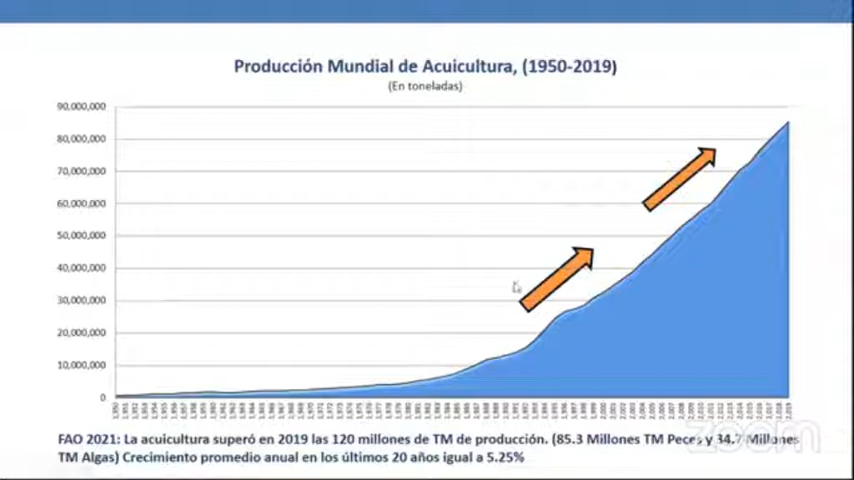 Producción Mundial de Acuicultura, (1950-2019)
(En toneladas)
90,000,000
80,000,000
70,000,000
60,000,000
50,000,000
40,000,000
30,000,000
20,000,000
10,000,000
0
FAO 2021: La acuicultura superó en 2019 las 120 millones de TM de producción. (85.3 Millones TM Peces y 34.7 Millones
TM Algas) Crecimiento promedio anual en los últimos 20 años igual a 5.25%
zoom